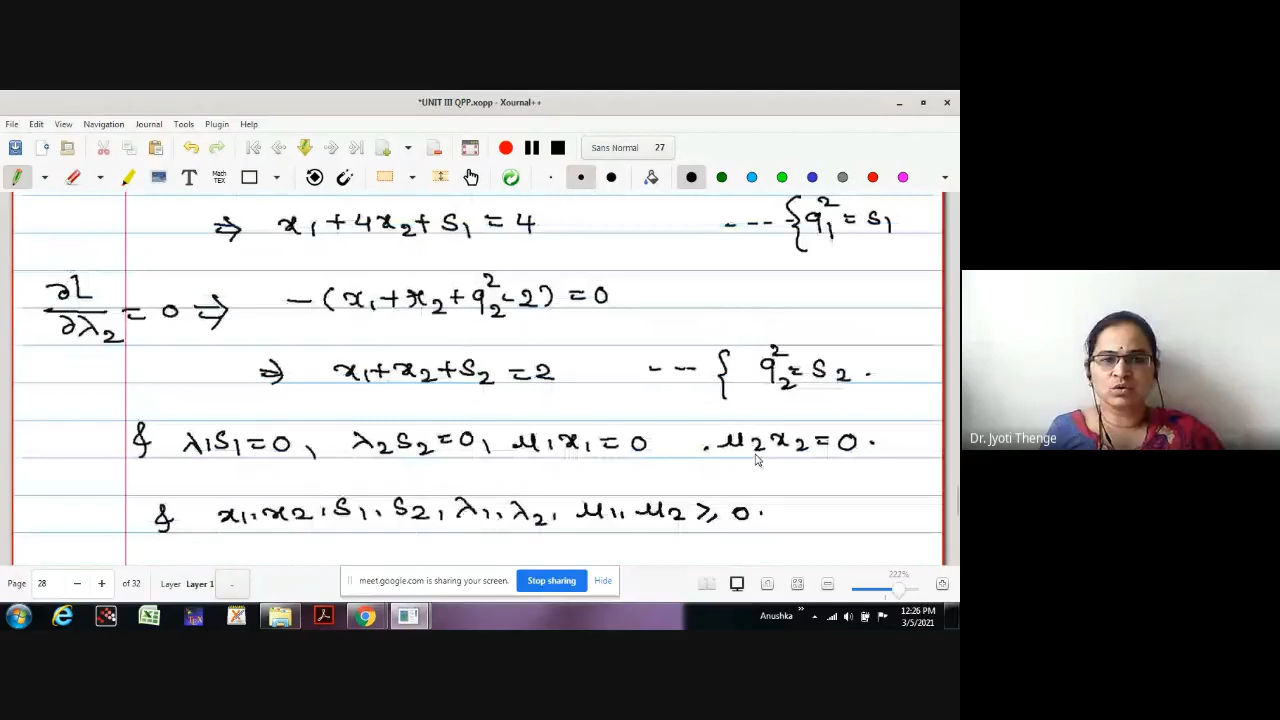 *UNIT III QPP.xopp - Xournal++
File Edit View Navigation Journal Tools Plugin Help
Sans Normal 27
⇒ x₁+4x₂+s₁=4 --- {q₁²=s₁
∂L/∂λ₂ = 0 ⇒ -(x₁+x₂+q₂²-2)=0
⇒ x₁+x₂+s₂=2 --- { q₂²=s₂.
& λ₁s₁=0, λ₂s₂=0, μ₁x₁=0 . μ₂x₂=0.
& x₁,x₂,s₁,s₂,λ₁,λ₂, μ₁,μ₂ ≥ 0.
Dr. Jyoti Thenge
Page 28 of 32 Layer Layer 1 222%
meet.google.com is sharing your screen. Stop sharing Hide
Anushka 12:26 PM
3/5/2021